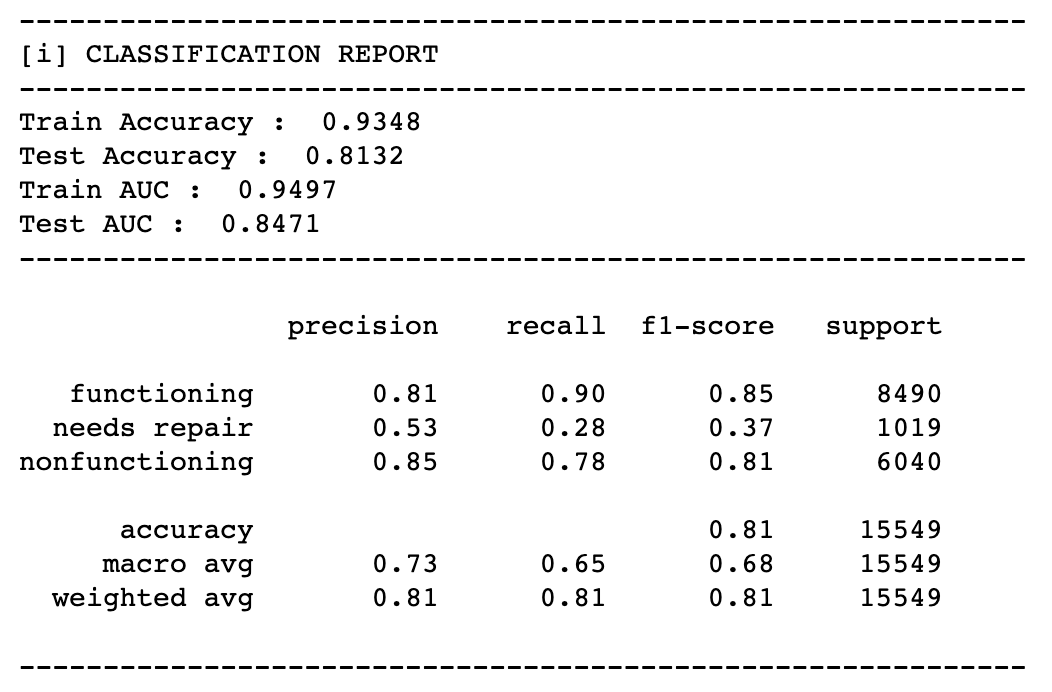 ------------------------------------------------------------
[i] CLASSIFICATION REPORT
------------------------------------------------------------
Train Accuracy :  0.9348
Test Accuracy :  0.8132
Train AUC :  0.9497
Test AUC :  0.8471
------------------------------------------------------------
                precision    recall  f1-score   support
   functioning       0.81      0.90      0.85      8490
  needs repair       0.53      0.28      0.37      1019
nonfunctioning       0.85      0.78      0.81      6040
      accuracy                           0.81     15549
     macro avg       0.73      0.65      0.68     15549
  weighted avg       0.81      0.81      0.81     15549
------------------------------------------------------------